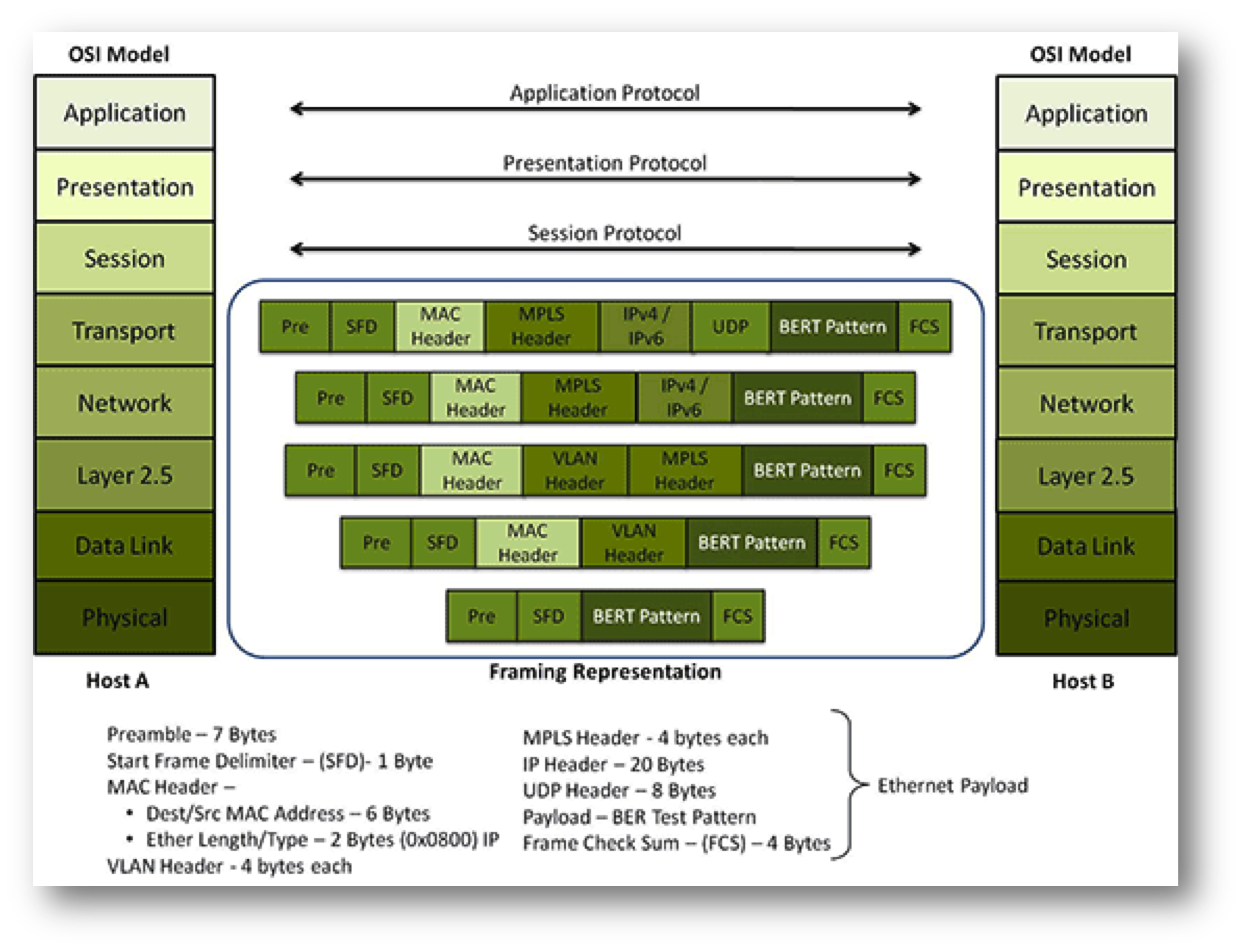 OSI Model
OSI Model
Application
Application Protocol
Application
Presentation
Presentation Protocol
Presentation
Session
Session Protocol
Session
Transport
Pre
SFD
MAC
Header
MPLS
Header
IPv4 /
IPv6
UDP
BERT Pattern
FCS
Transport
Network
Pre
SFD
MAC
Header
MPLS
Header
IPv4 /
IPv6
BERT Pattern
FCS
Network
Layer 2.5
Pre
SFD
MAC
Header
VLAN
Header
MPLS
Header
BERT Pattern
FCS
Layer 2.5
Data Link
Pre
SFD
MAC
Header
VLAN
Header
BERT Pattern
FCS
Data Link
Physical
Pre
SFD
BERT Pattern
FCS
Physical
Host A
Framing Representation
Host B
Preamble – 7 Bytes
Start Frame Delimiter – (SFD)- 1 Byte
MAC Header –
• Dest/Src MAC Address – 6 Bytes
• Ether Length/Type – 2 Bytes (0x0800) IP
VLAN Header - 4 bytes each
MPLS Header - 4 bytes each
IP Header – 20 Bytes
UDP Header – 8 Bytes
Payload – BER Test Pattern
Frame Check Sum – (FCS) – 4 Bytes
Ethernet Payload